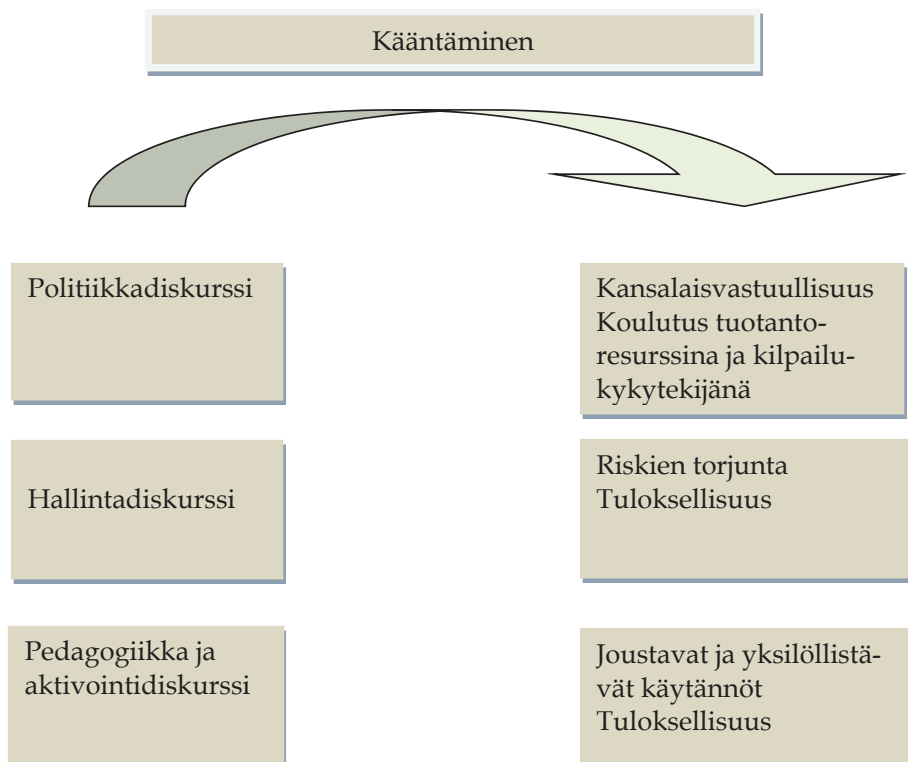 Kääntäminen
Politiikkadiskurssi
Kansalaisvastuullisuus
Koulutus tuotanto-
resurssina ja kilpailu-
kykytekijänä
Hallintadiskurssi
Riskien torjunta
Tuloksellisuus
Pedagogiikka ja
aktivointidiskurssi
Joustavat ja yksilöllistä-
vät käytännöt
Tuloksellisuus